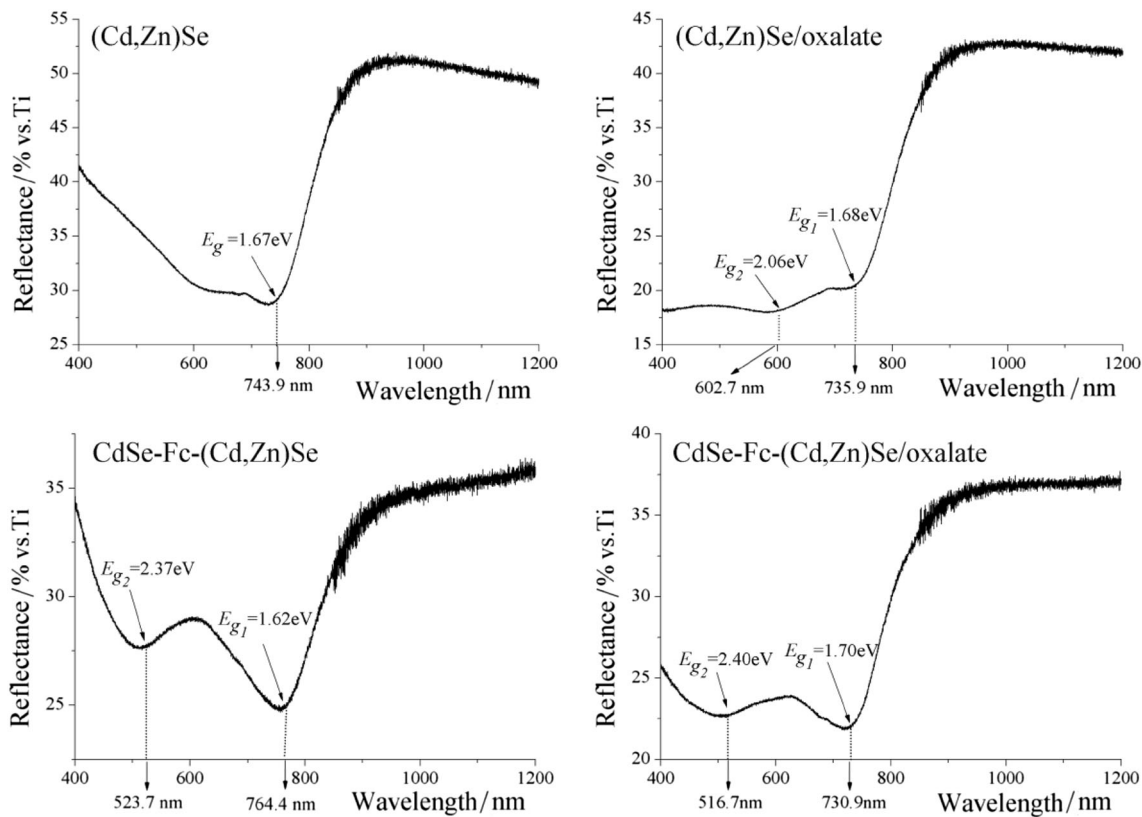 (Cd,Zn)Se
Reflectance / % vs.Ti
55
50
45
40
35
30
25
E_g =1.67eV
400 600 800 1000 1200
743.9 nm
Wavelength / nm
(Cd,Zn)Se/oxalate
Reflectance / % vs.Ti
45
40
35
30
25
20
15
E_g1 =1.68eV
E_g2 =2.06eV
400 600 800 1000 1200
602.7 nm
735.9 nm
Wavelength / nm
CdSe-Fc-(Cd,Zn)Se
Reflectance / % vs.Ti
35
30
25
E_g2 =2.37eV
E_g1 =1.62eV
400 600 800 1000 1200
523.7 nm
764.4 nm
Wavelength / nm
CdSe-Fc-(Cd,Zn)Se/oxalate
Reflectance / % vs.Ti
40
35
30
25
20
E_g2 =2.40eV
E_g1 =1.70eV
400 600 800 1000 1200
516.7nm
730.9nm
Wavelength / nm